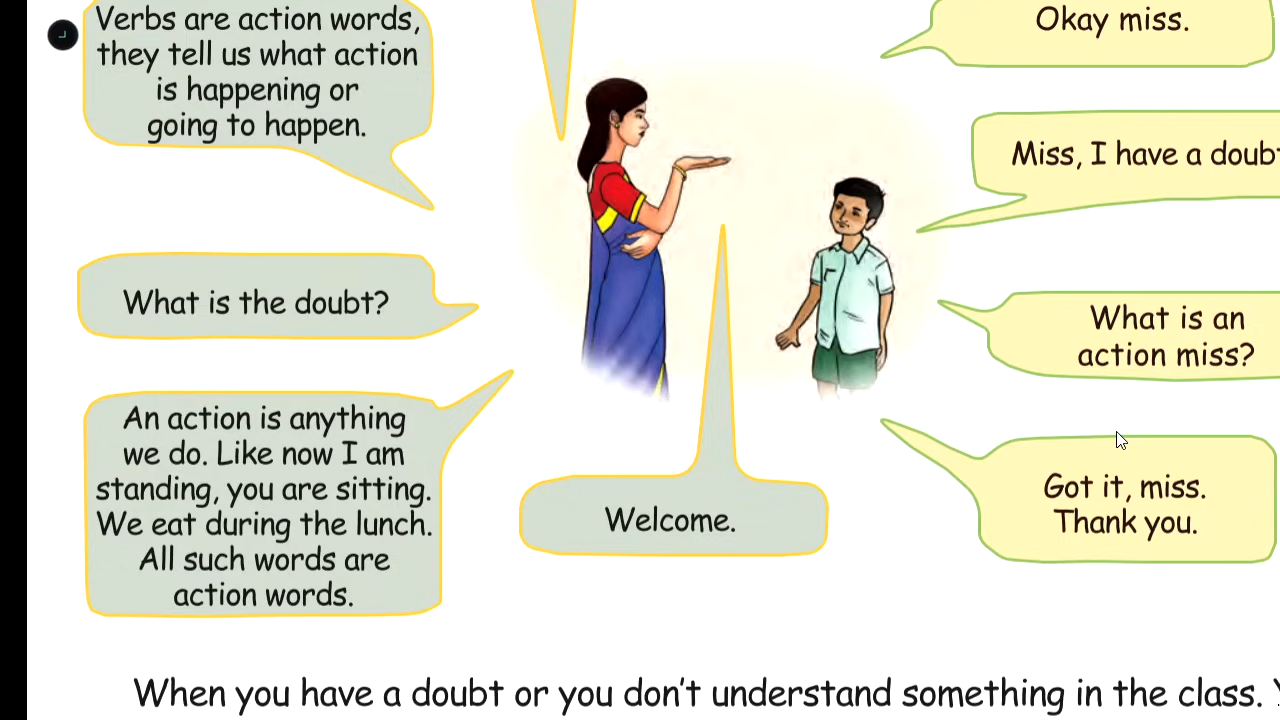 Verbs are action words,
they tell us what action
is happening or
going to happen.
Okay miss.
Miss, I have a doubt
What is the doubt?
What is an
action miss?
An action is anything
we do. Like now I am
standing, you are sitting.
We eat during the lunch.
All such words are
action words.
Got it, miss.
Thank you.
Welcome.
When you have a doubt or you don't understand something in the class.